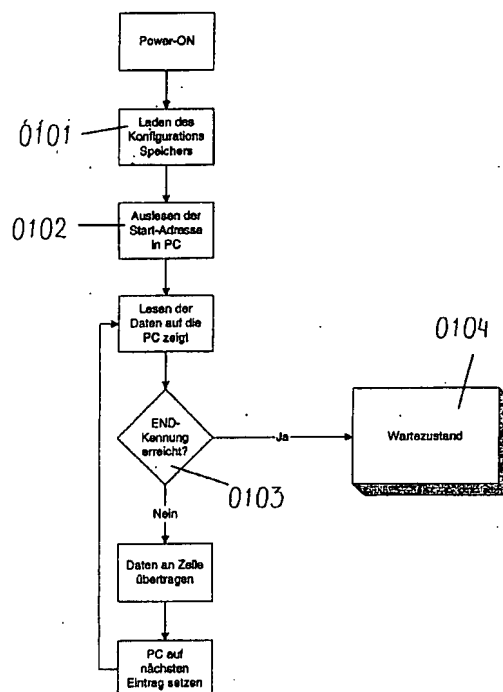 Power-ON
0101
Laden des
Konfigurations
Speichers
0102
Auslesen der
Start-Adresse
in PC
Lesen der
Daten auf die
PC zeigt
0104
END-
Kennung
erreicht?
Ja
Wartezustand
0103
Nein
Daten an Zelle
übertragen
PC auf
nächsten
Eintrag setzen